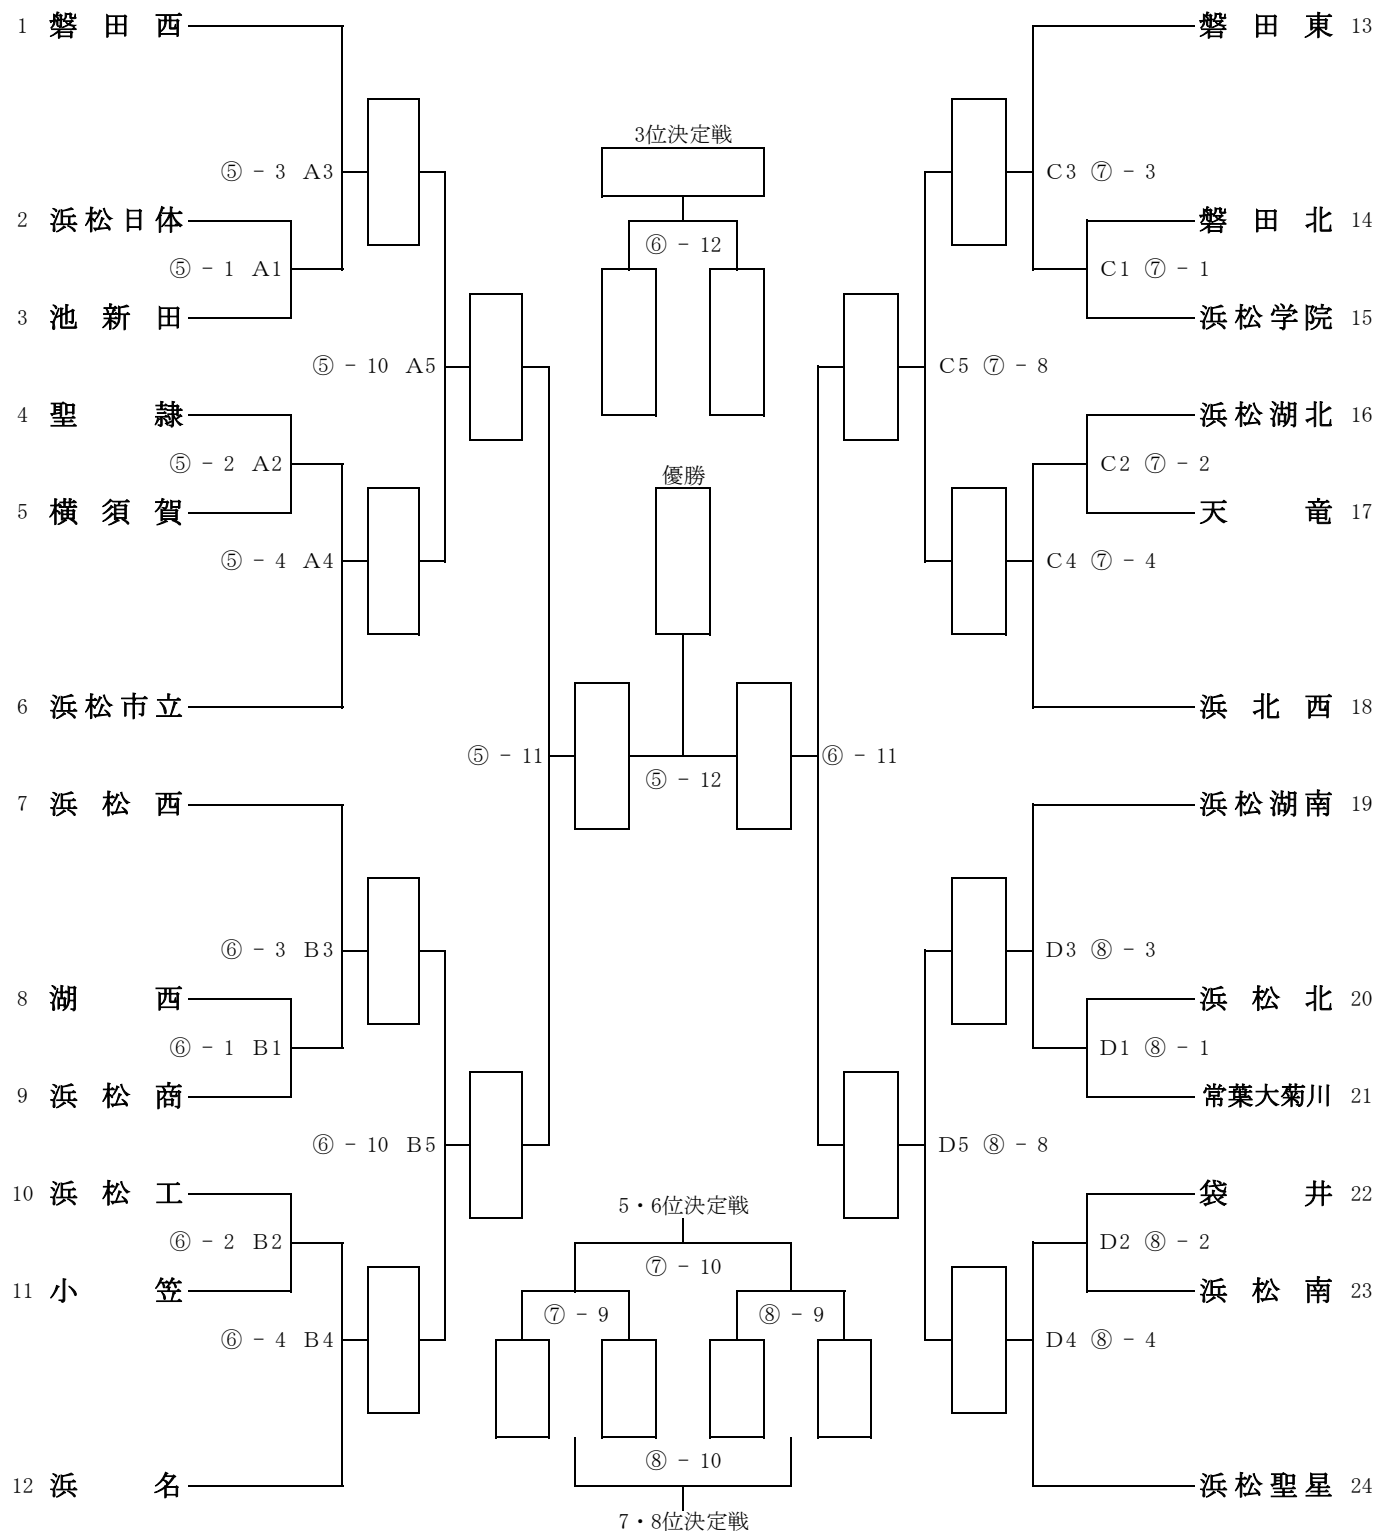 1 磐田西
⑤ - 3 A3
2 浜松日体
⑤ - 1 A1
3 池新田
⑤ - 10 A5
4 聖隷
⑤ - 2 A2
5 横須賀
⑤ - 4 A4
6 浜松市立
⑤ - 11
7 浜松西
⑥ - 3 B3
8 湖西
⑥ - 1 B1
9 浜松商
⑥ - 10 B5
10 浜松工
⑥ - 2 B2
11 小笠
⑥ - 4 B4
12 浜名
3位決定戦
⑥ - 12
優勝
⑤ - 12
5・6位決定戦
⑦ - 10
⑦ - 9
⑧ - 9
⑧ - 10
7・8位決定戦
磐田東 13
C3 ⑦ - 3
磐田北 14
C1 ⑦ - 1
浜松学院 15
C5 ⑦ - 8
浜松湖北 16
C2 ⑦ - 2
天竜 17
C4 ⑦ - 4
浜北西 18
⑥ - 11
浜松湖南 19
D3 ⑧ - 3
浜松北 20
D1 ⑧ - 1
常葉大菊川 21
D5 ⑧ - 8
袋井 22
D2 ⑧ - 2
浜松南 23
D4 ⑧ - 4
浜松聖星 24